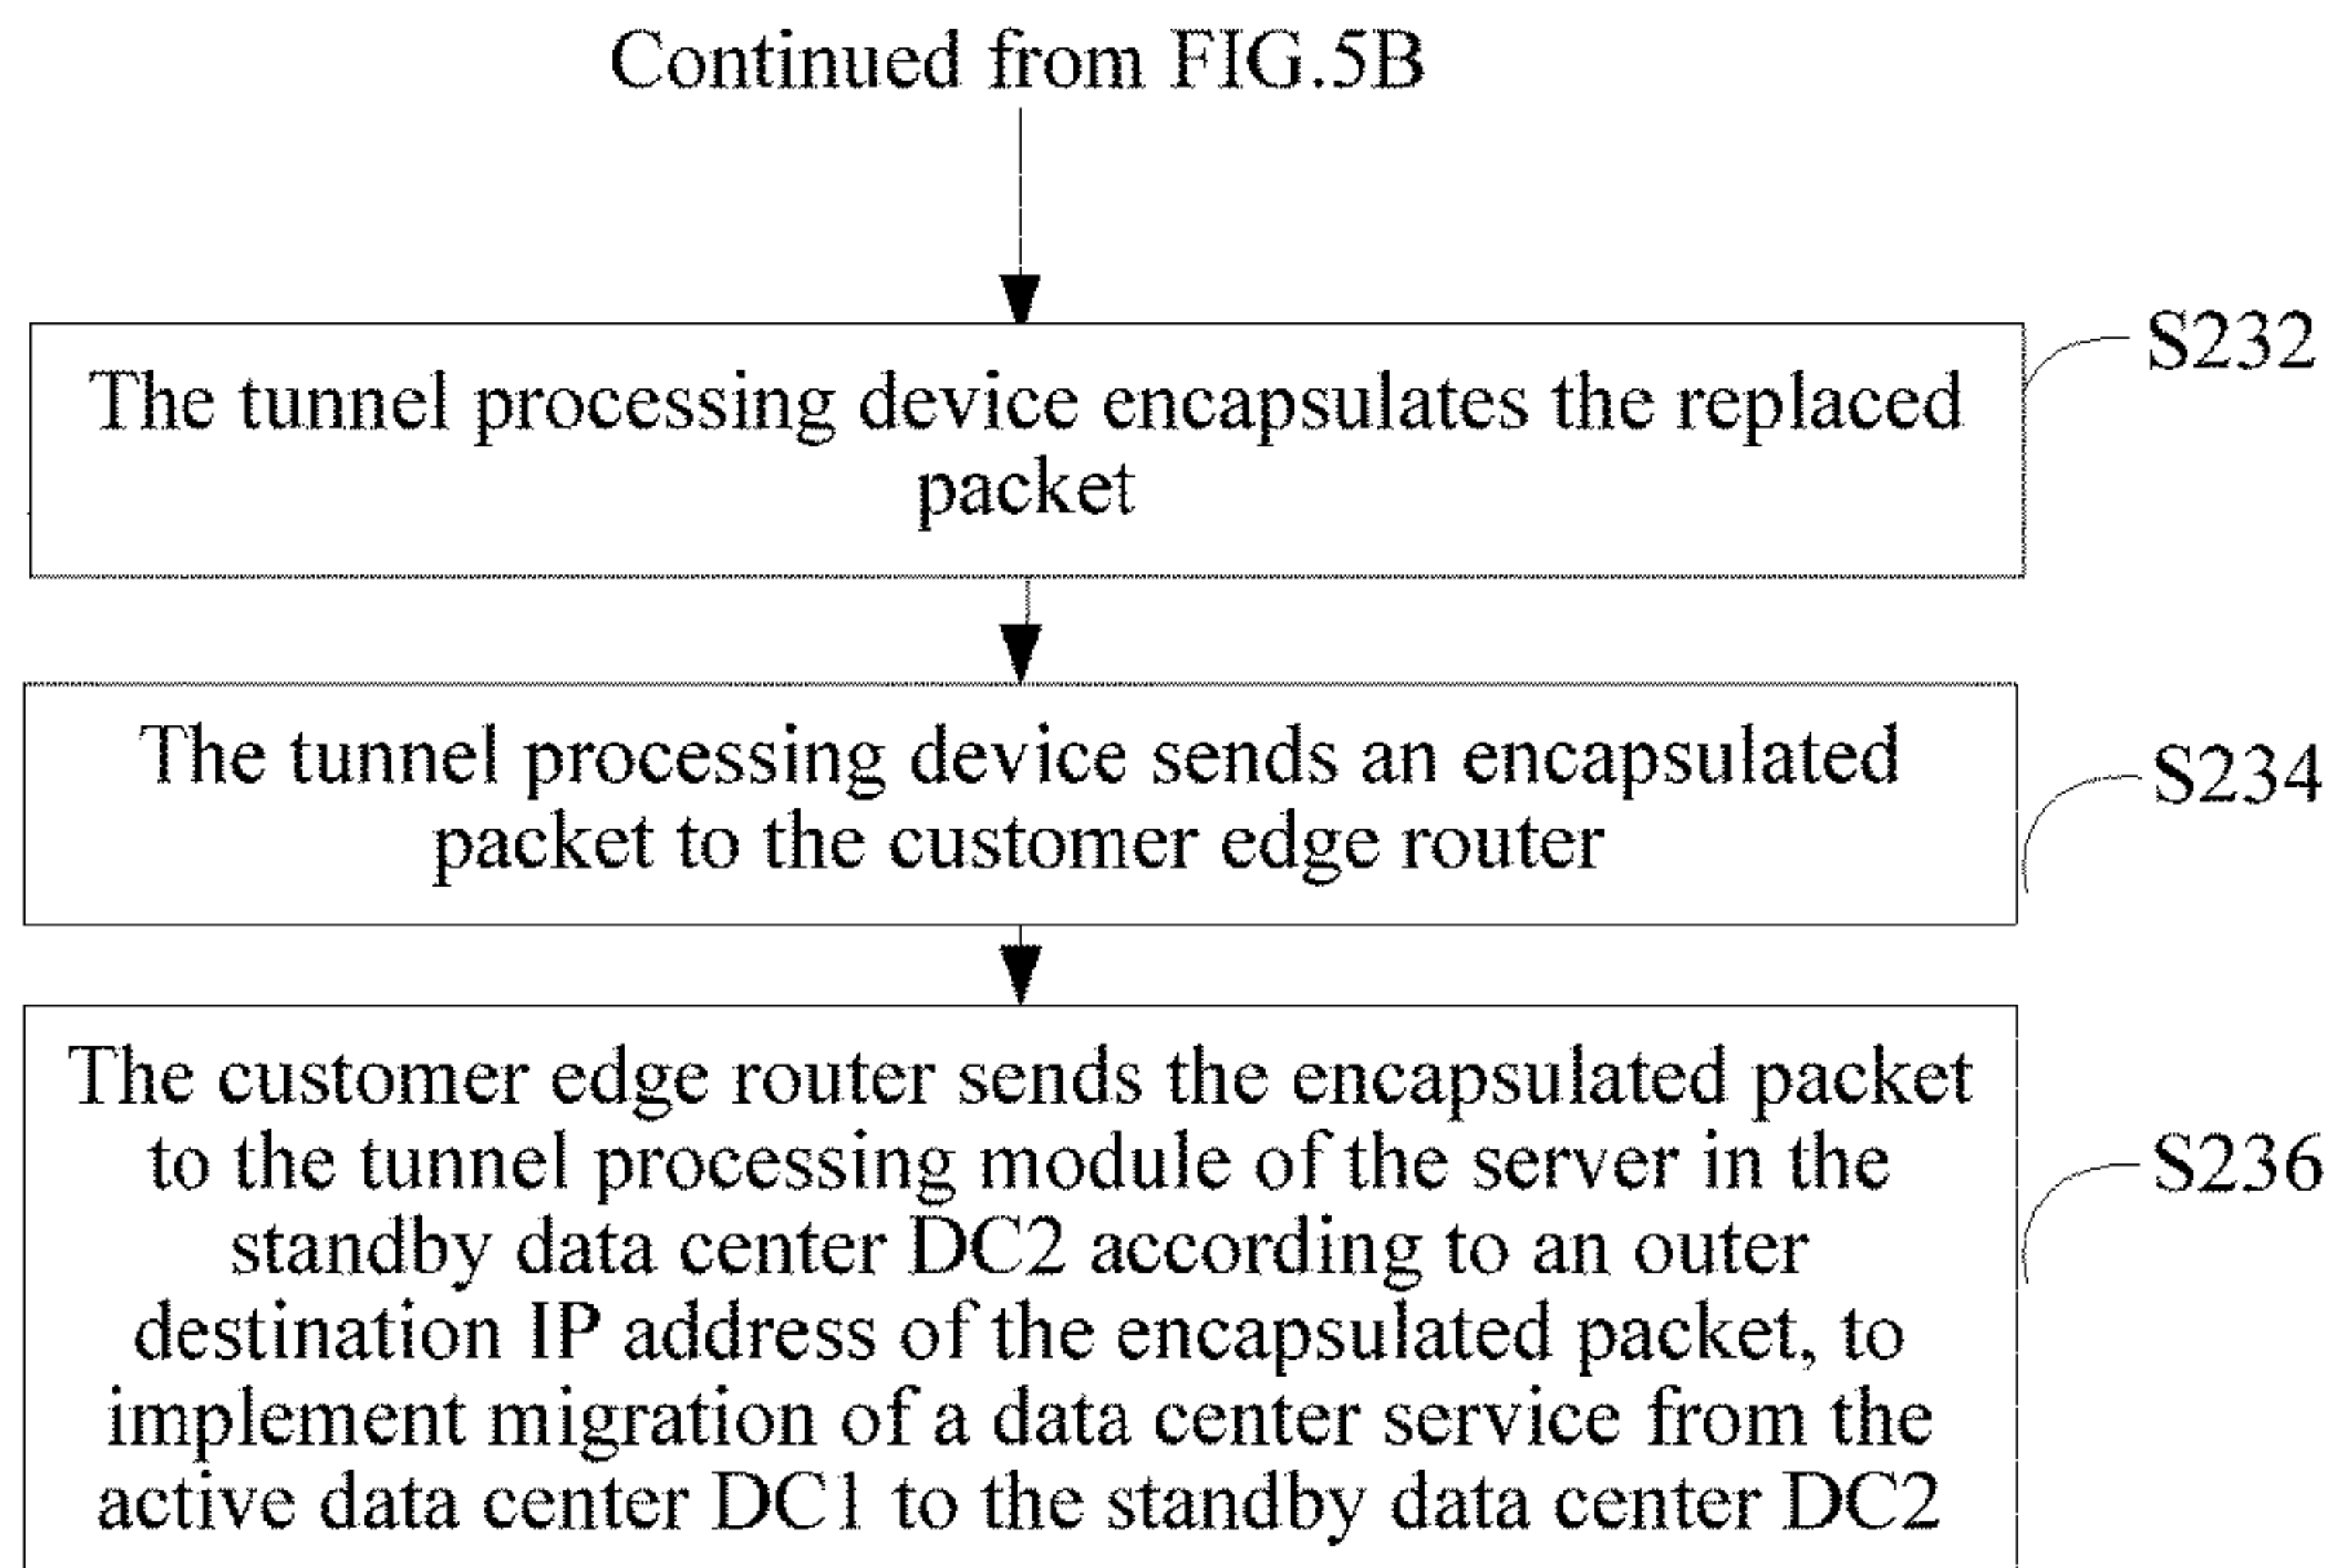 Continued from FIG.5B
The tunnel processing device encapsulates the replaced
packet
S232
The tunnel processing device sends an encapsulated
packet to the customer edge router
S234
The customer edge router sends the encapsulated packet
to the tunnel processing module of the server in the
standby data center DC2 according to an outer
destination IP address of the encapsulated packet, to
implement migration of a data center service from the
active data center DC1 to the standby data center DC2
S236